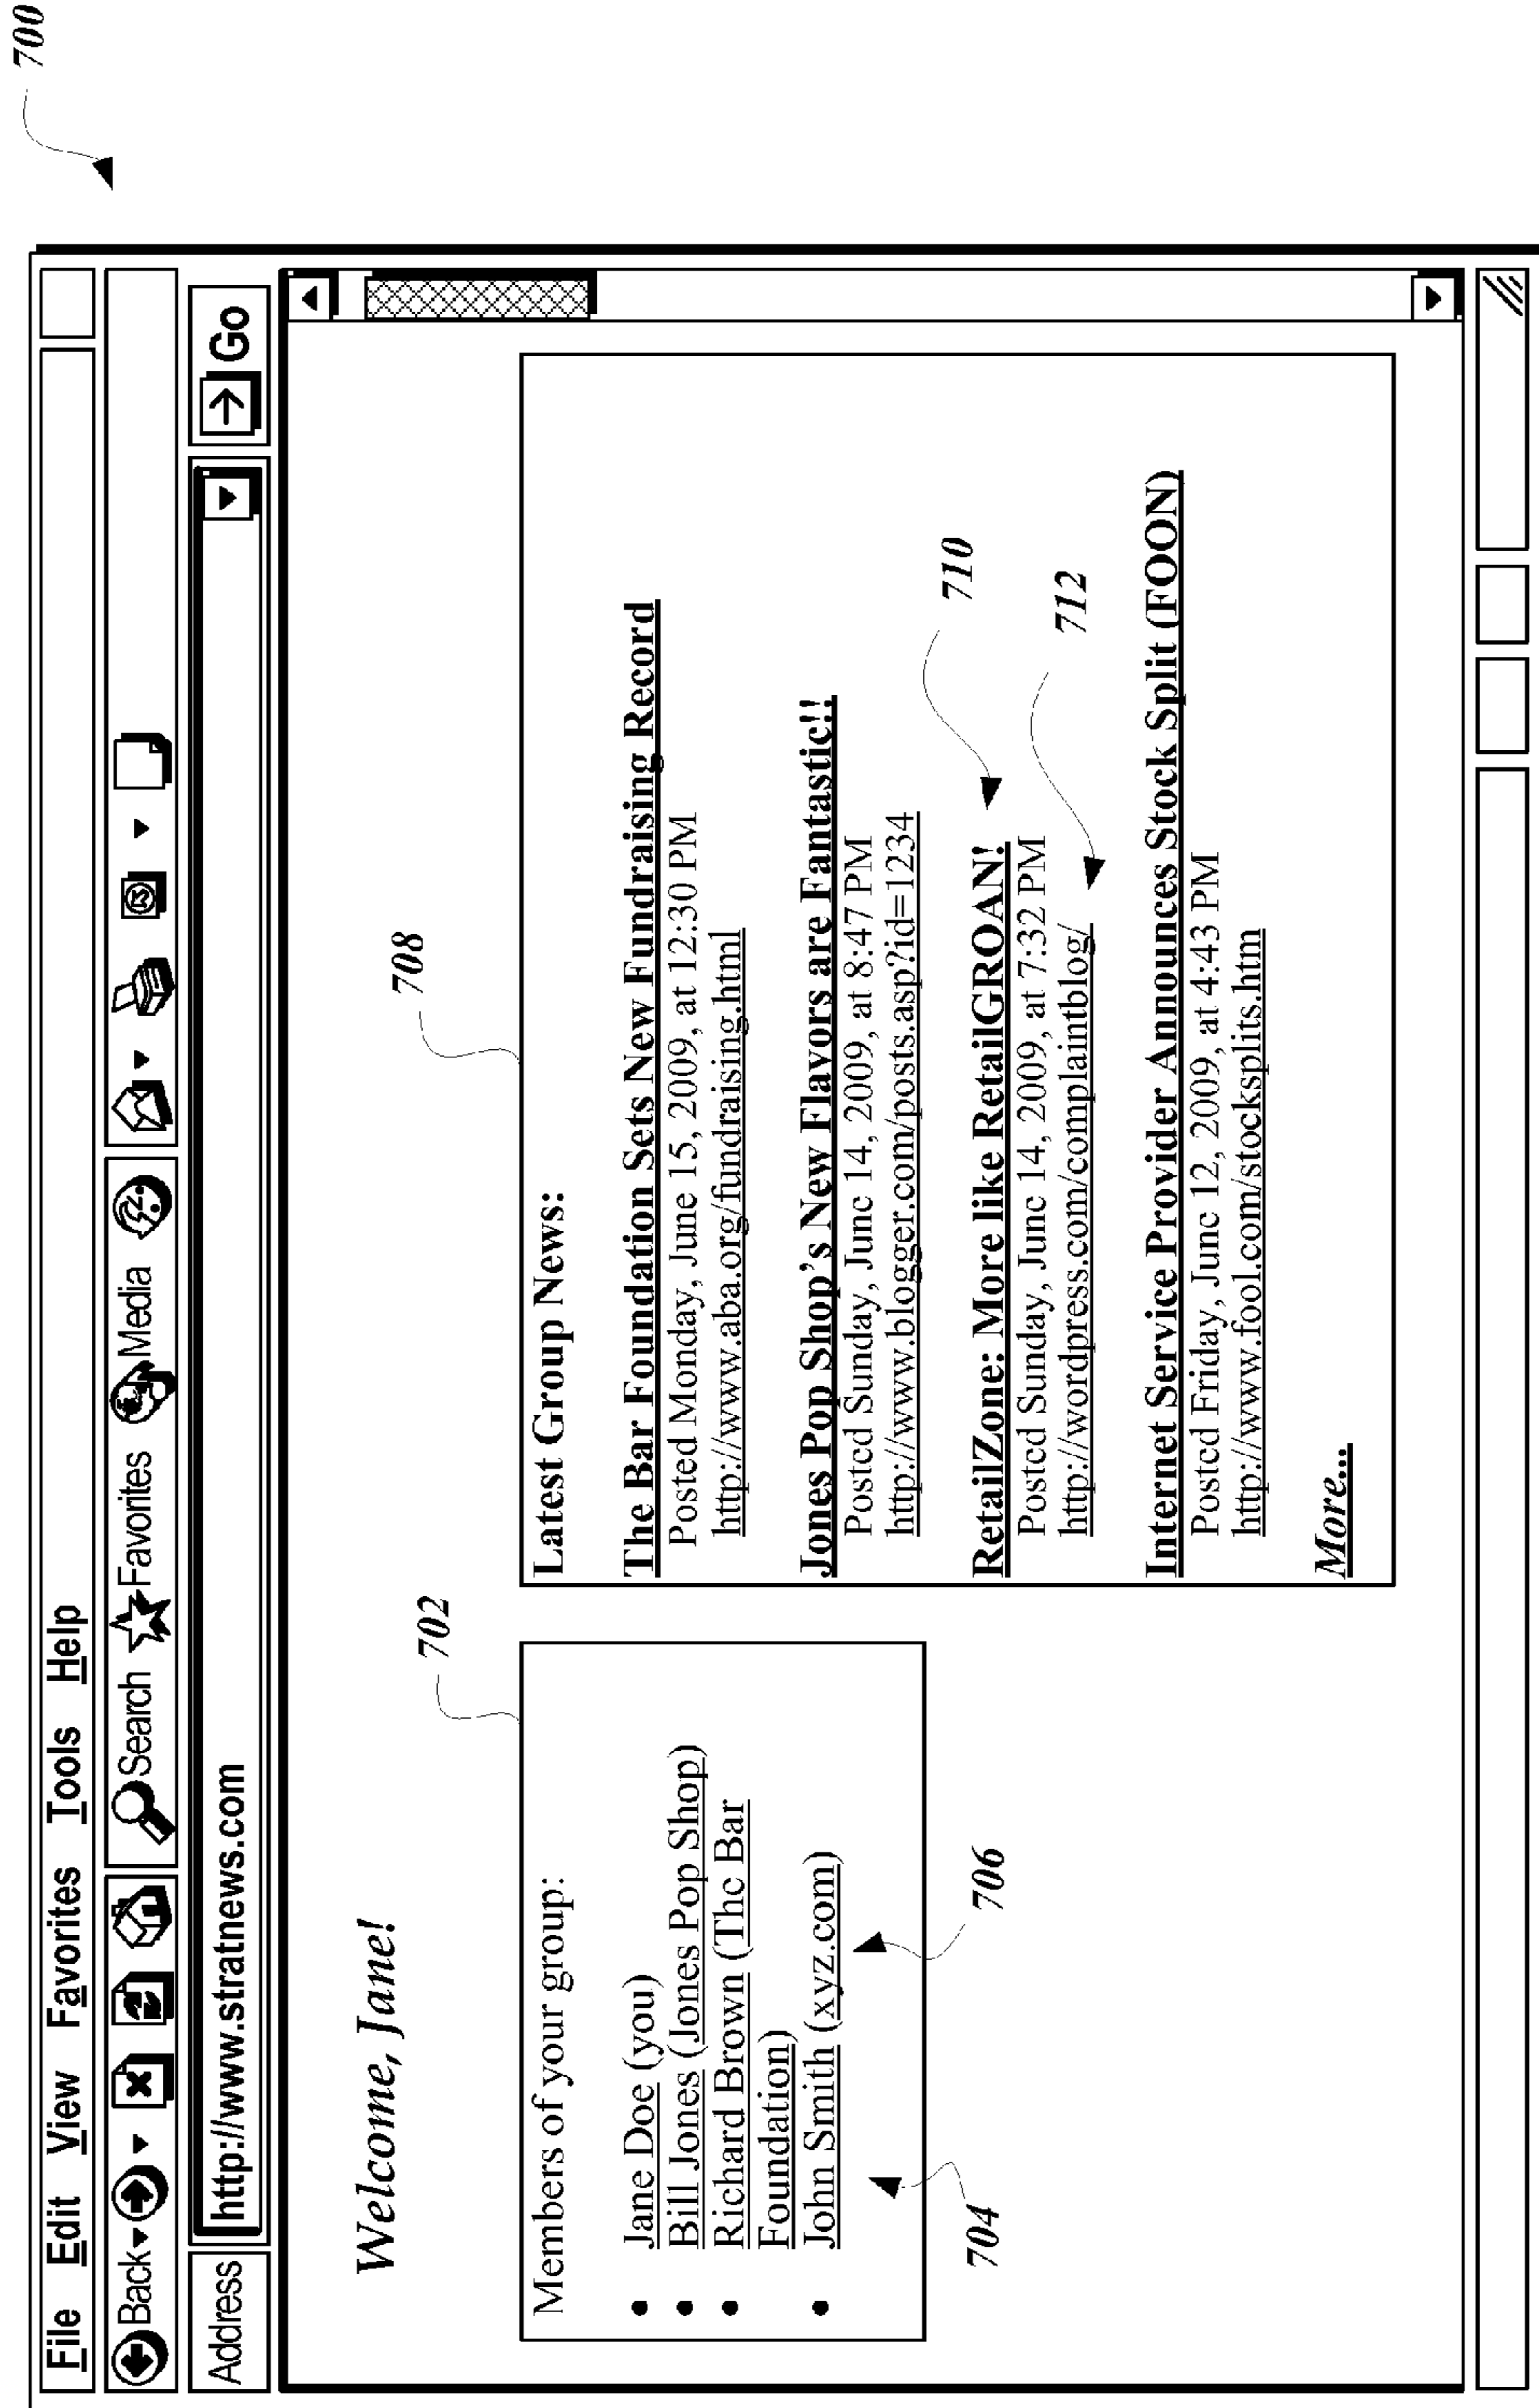 700
File Edit View Favorites Tools Help
Back Search Favorites Media
Address http://www.stratnews.com Go
Welcome, Jane!
702
Members of your group:
• Jane Doe (you)
• Bill Jones (Jones Pop Shop)
• Richard Brown (The Bar
Foundation)
• John Smith (xyz.com)
704
706
708
Latest Group News:
The Bar Foundation Sets New Fundraising Record
Posted Monday, June 15, 2009, at 12:30 PM
http://www.aba.org/fundraising.html
Jones Pop Shop's New Flavors are Fantastic!!
Posted Sunday, June 14, 2009, at 8:47 PM
http://www.blogger.com/posts.asp?id=1234
710
RetailZone: More like RetailGROAN!
Posted Sunday, June 14, 2009, at 7:32 PM
http://wordpress.com/complaintblog/
712
Internet Service Provider Announces Stock Split (FOON)
Posted Friday, June 12, 2009, at 4:43 PM
http://www.fool.com/stocksplits.htm
More...